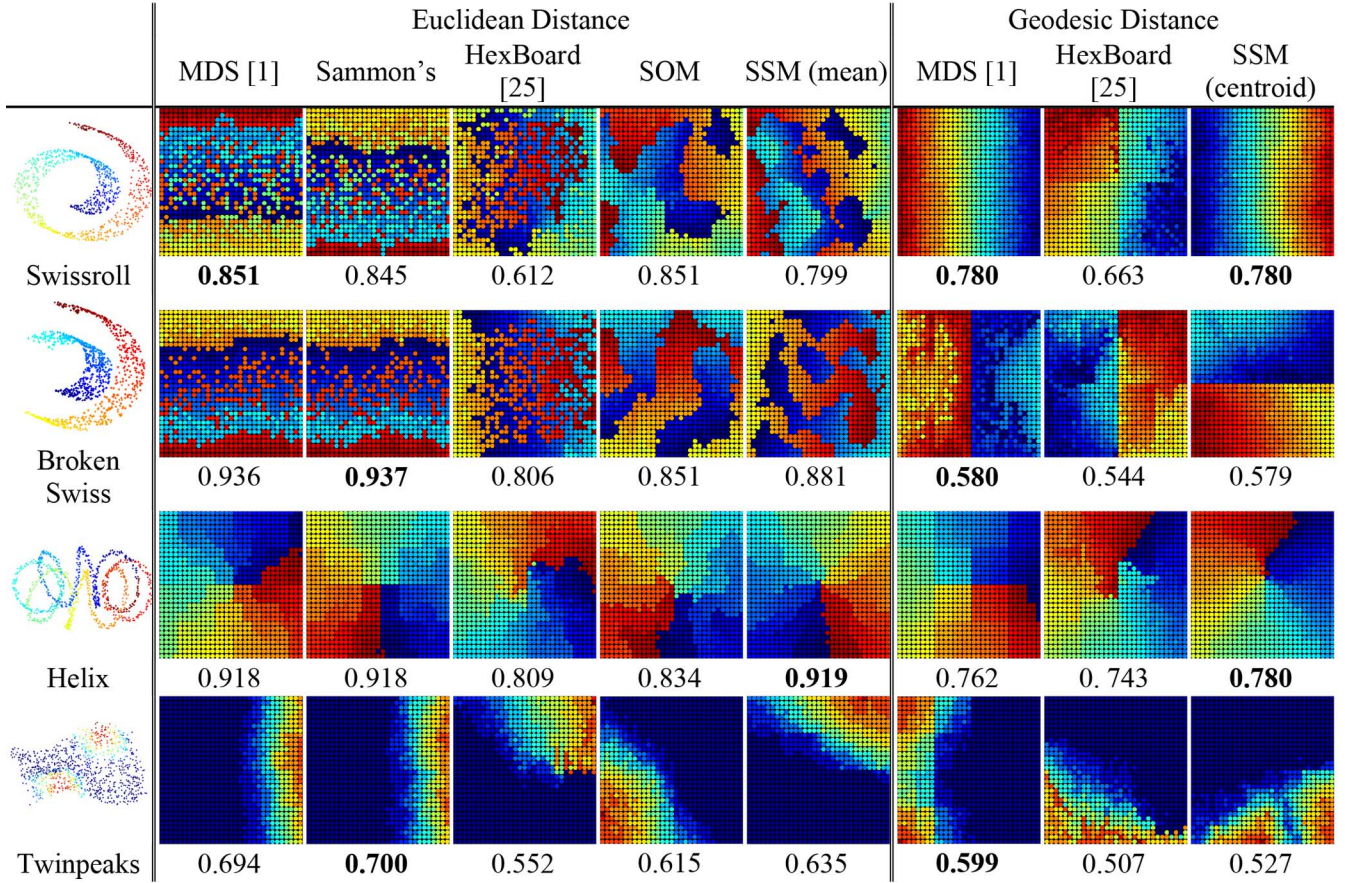 Euclidean Distance
Geodesic Distance
MDS [1]
Sammon’s
HexBoard
[25]
SOM
SSM (mean)
MDS [1]
HexBoard
[25]
SSM
(centroid)
Swissroll
0.851
0.845
0.612
0.851
0.799
0.780
0.663
0.780
Broken
Swiss
0.936
0.937
0.806
0.851
0.881
0.580
0.544
0.579
Helix
0.918
0.918
0.809
0.834
0.919
0.762
0. 743
0.780
Twinpeaks
0.694
0.700
0.552
0.615
0.635
0.599
0.507
0.527